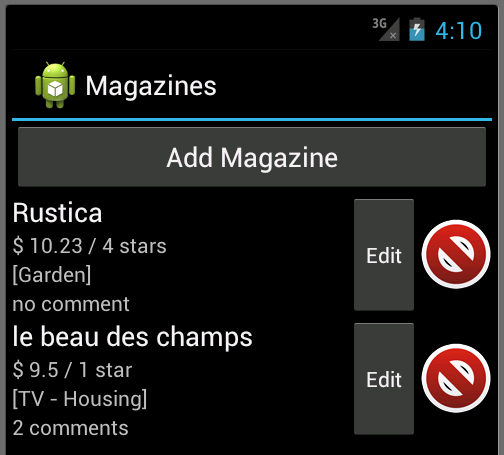 3G 4:10
Magazines
Add Magazine
Rustica
$ 10.23 / 4 stars
[Garden]
no comment
Edit
le beau des champs
$ 9.5 / 1 star
[TV - Housing]
2 comments
Edit